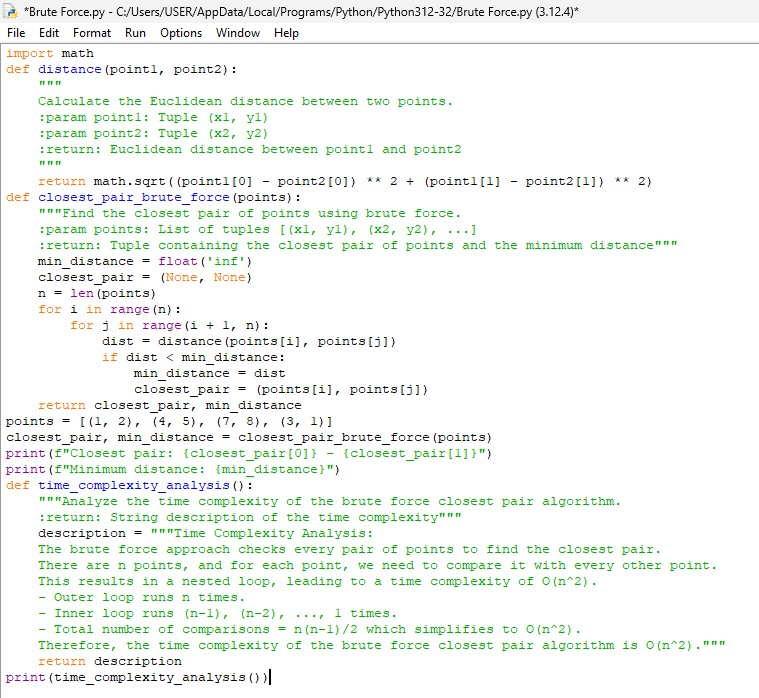 *Brute Force.py - C:/Users/USER/AppData/Local/Programs/Python/Python312-32/Brute Force.py (3.12.4)*
File Edit Format Run Options Window Help
import math
def distance(point1, point2):
    """
    Calculate the Euclidean distance between two points.
    :param point1: Tuple (x1, y1)
    :param point2: Tuple (x2, y2)
    :return: Euclidean distance between point1 and point2
    """
    return math.sqrt((point1[0] - point2[0]) ** 2 + (point1[1] - point2[1]) ** 2)
def closest_pair_brute_force(points):
    """Find the closest pair of points using brute force.
    :param points: List of tuples [(x1, y1), (x2, y2), ...]
    :return: Tuple containing the closest pair of points and the minimum distance"""
    min_distance = float('inf')
    closest_pair = (None, None)
    n = len(points)
    for i in range(n):
        for j in range(i + 1, n):
            dist = distance(points[i], points[j])
            if dist < min_distance:
                min_distance = dist
                closest_pair = (points[i], points[j])
    return closest_pair, min_distance
points = [(1, 2), (4, 5), (7, 8), (3, 1)]
closest_pair, min_distance = closest_pair_brute_force(points)
print(f"Closest pair: {closest_pair[0]} - {closest_pair[1]}")
print(f"Minimum distance: {min_distance}")
def time_complexity_analysis():
    """Analyze the time complexity of the brute force closest pair algorithm.
    :return: String description of the time complexity"""
    description = """Time Complexity Analysis:
    The brute force approach checks every pair of points to find the closest pair.
    There are n points, and for each point, we need to compare it with every other point.
    This results in a nested loop, leading to a time complexity of O(n^2).
    - Outer loop runs n times.
    - Inner loop runs (n-1), (n-2), ..., 1 times.
    - Total number of comparisons = n(n-1)/2 which simplifies to O(n^2).
    Therefore, the time complexity of the brute force closest pair algorithm is O(n^2)."""
    return description
print(time_complexity_analysis())